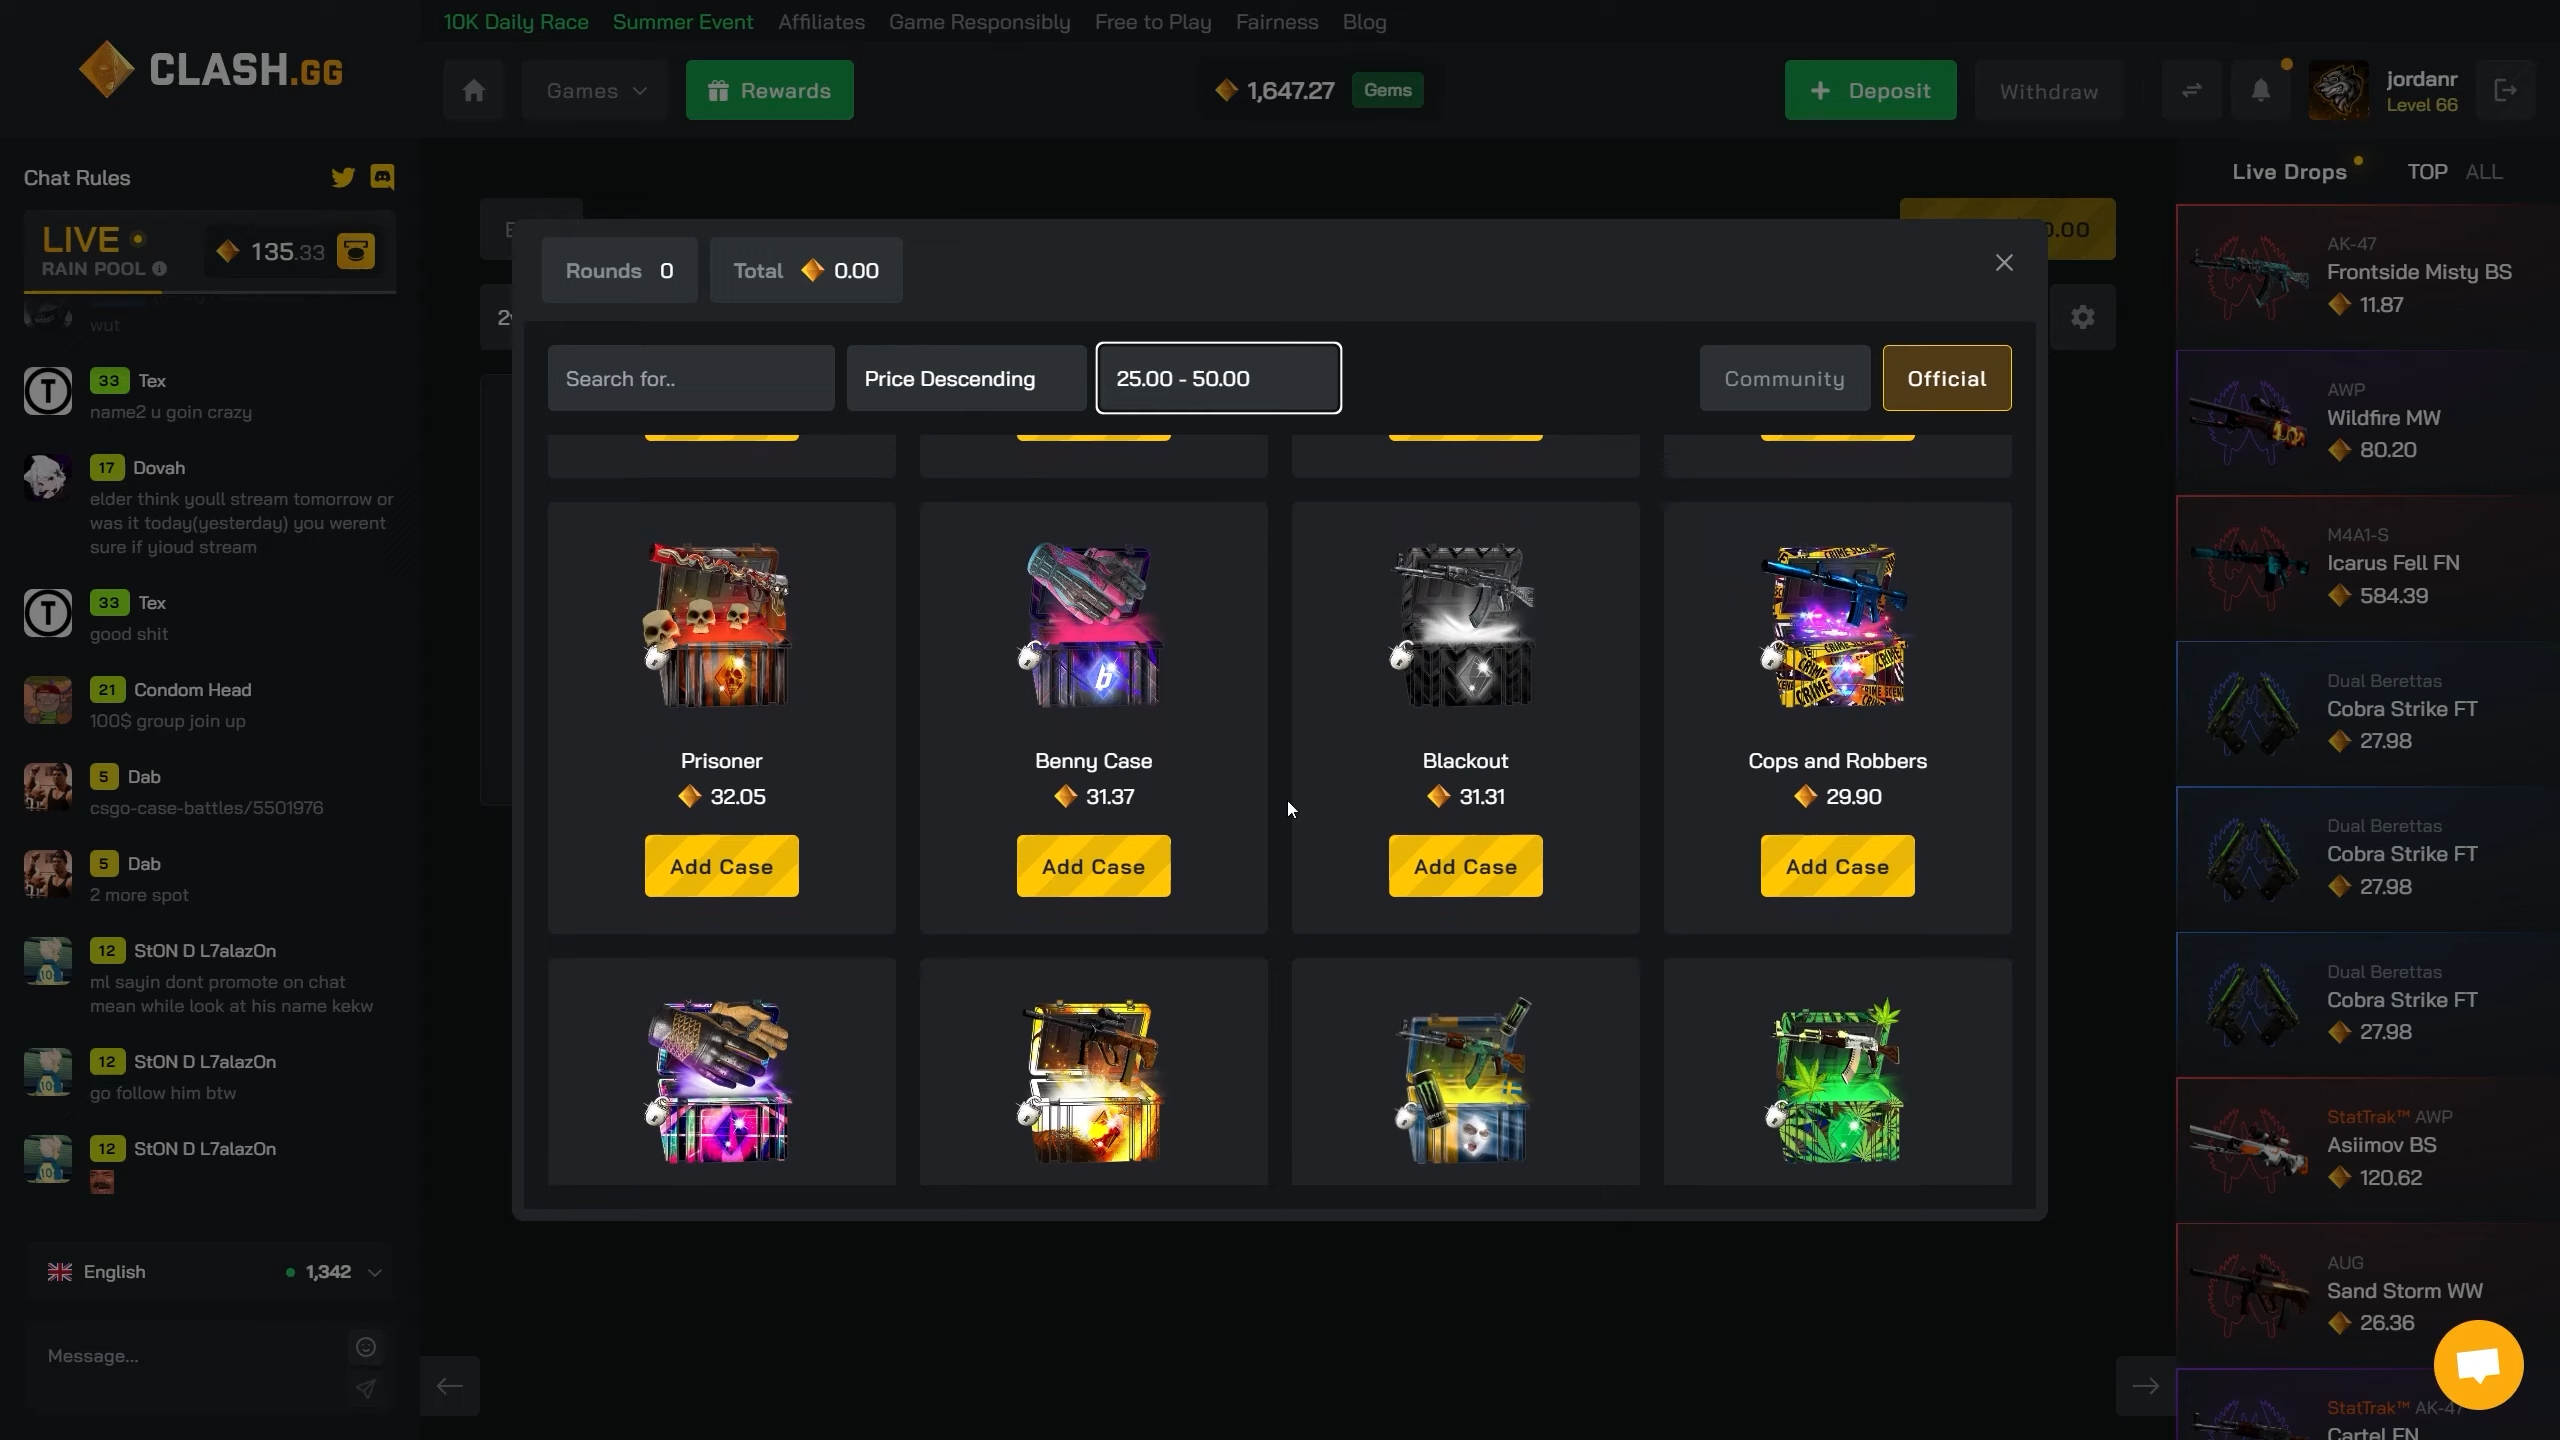 10K Daily Race
Summer Event
Affiliates
Game Responsibly
Free to Play
Fairness
Blog
CLASH.GG
Games
Rewards
1,647.27
Gems
Deposit
Withdraw
jordanr
Level 66
Chat Rules
LIVE
RAIN POOL
135.33
wut
33 Tex
name2 u goin crazy
17 Dovah
elder think youll stream tomorrow or
was it today(yesterday) you werent
sure if yioud stream
33 Tex
good shit
21 Condom Head
100$ group join up
5 Dab
csgo-case-battles/5501976
5 Dab
2 more spot
12 StON D L7alazOn
ml sayin dont promote on chat
mean while look at his name kekw
12 StON D L7alazOn
go follow him btw
12 StON D L7alazOn
English
1,342
Message...
Rounds 0
Total 0.00
Search for..
Price Descending
25.00 - 50.00
Community
Official
Prisoner
32.05
Add Case
Benny Case
31.37
Add Case
Blackout
31.31
Add Case
Cops and Robbers
29.90
Add Case
Live Drops
TOP
ALL
AK-47
Frontside Misty BS
11.87
AWP
Wildfire MW
80.20
M4A1-S
Icarus Fell FN
584.39
Dual Berettas
Cobra Strike FT
27.98
Dual Berettas
Cobra Strike FT
27.98
Dual Berettas
Cobra Strike FT
27.98
StatTrak™ AWP
Asiimov BS
120.62
AUG
Sand Storm WW
26.36
StatTrak™ AK-47
Cartel FN